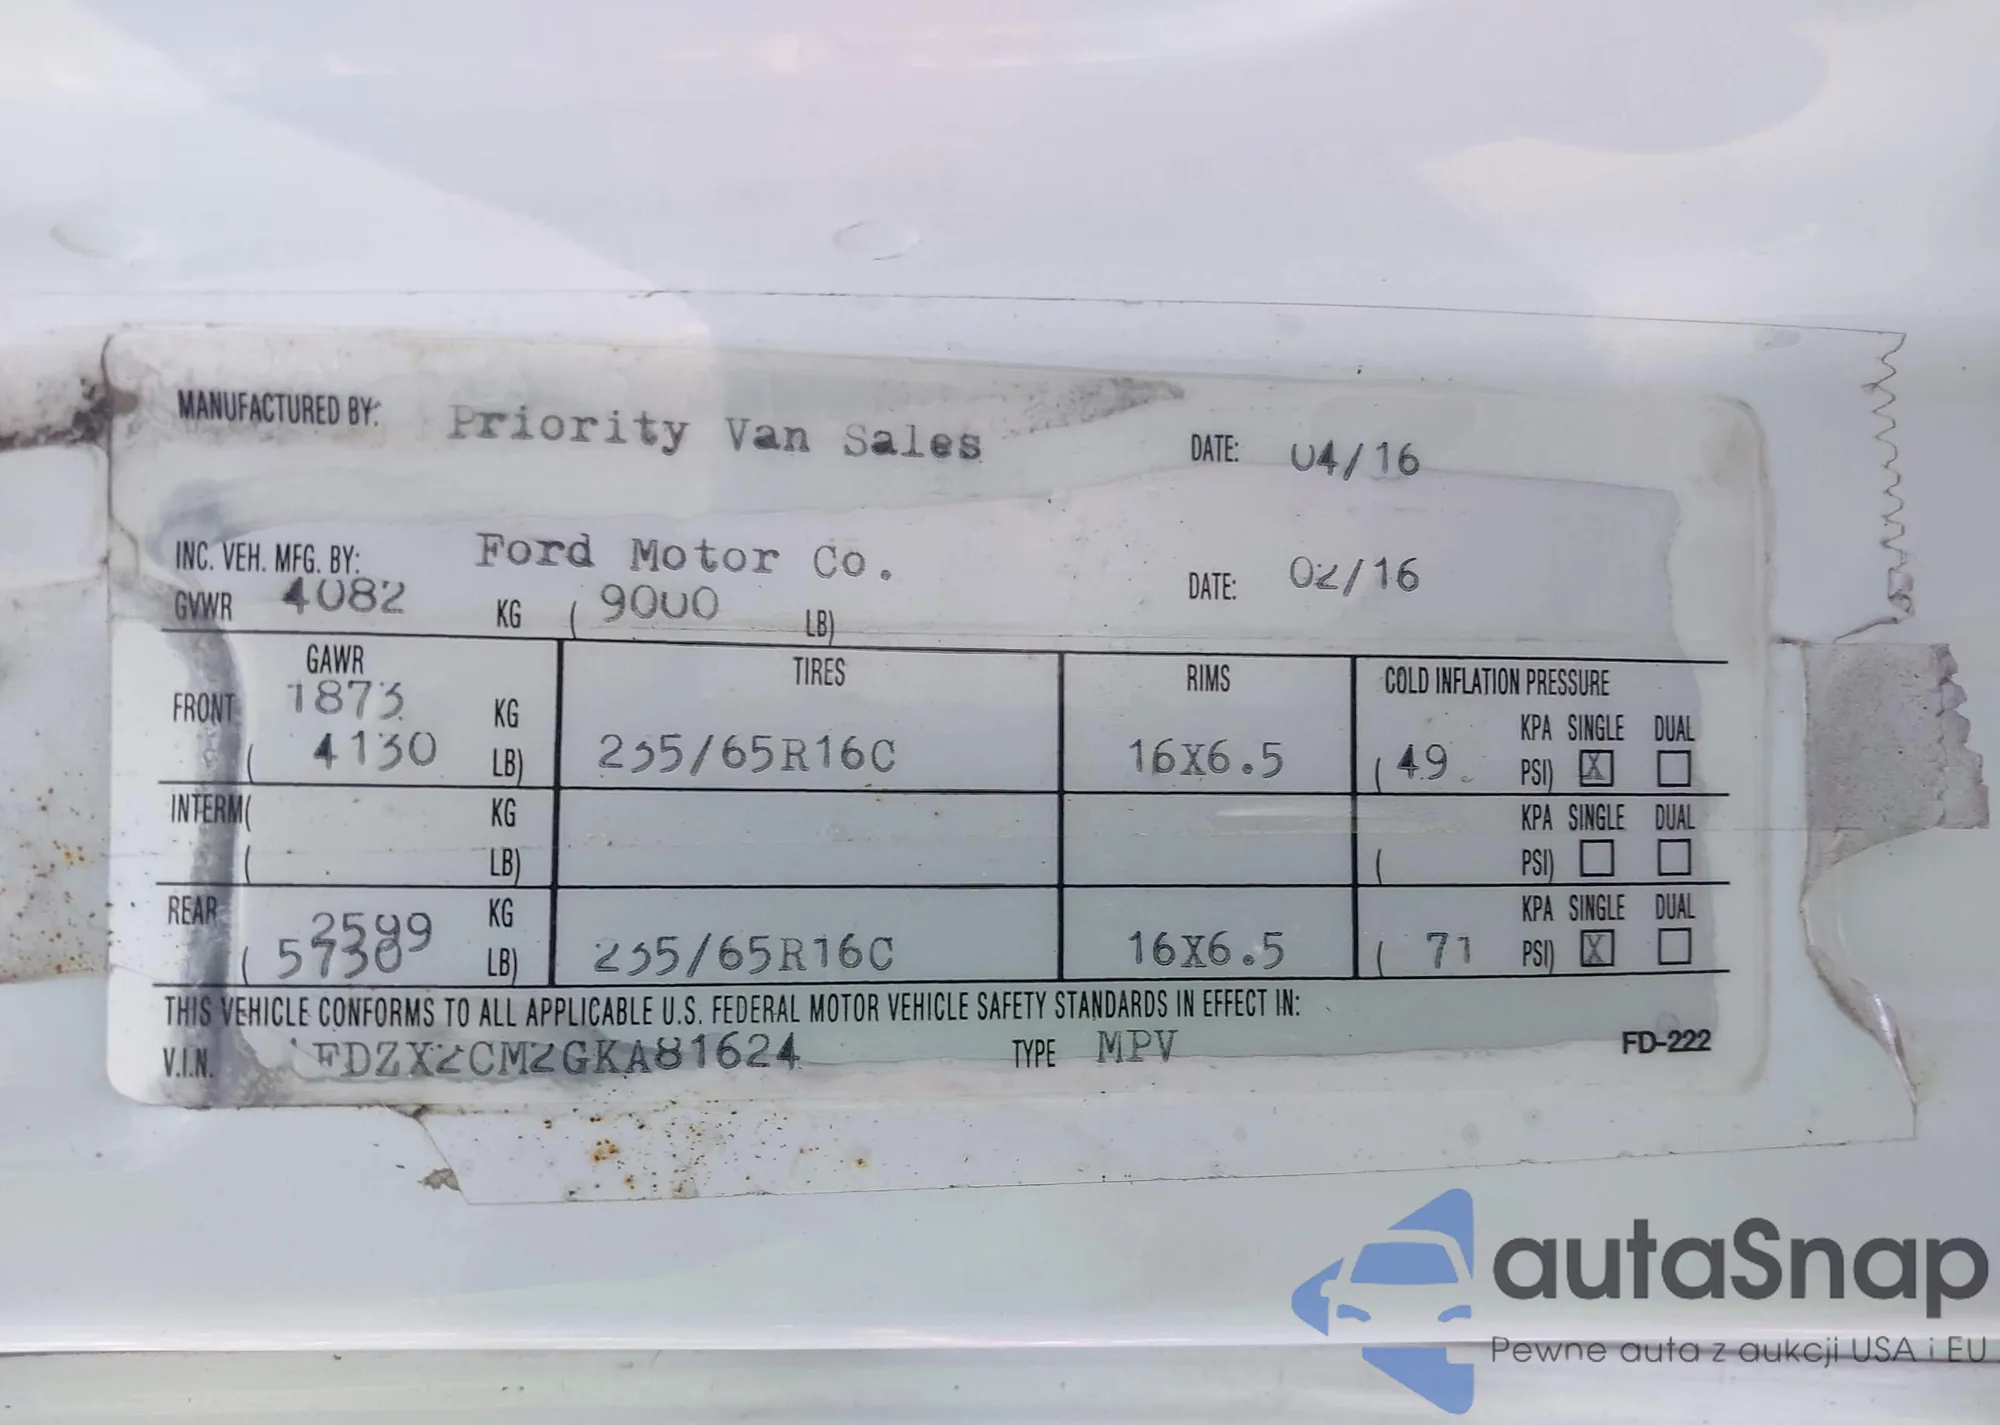 MANUFACTURED BY: Priority Van Sales DATE: 04/16
INC. VEH. MFG. BY: Ford Motor Co. DATE: 02/16
GVWR 4082 KG ( 9000 LB)
GAWR TIRES RIMS COLD INFLATION PRESSURE
FRONT 1873 KG KPA SINGLE DUAL
( 4130 LB) 235/65R16C 16X6.5 ( 49 PSI) X
INTERM( KG KPA SINGLE DUAL
( LB) ( PSI)
REAR 2599 KG KPA SINGLE DUAL
( 5730 LB) 235/65R16C 16X6.5 ( 71 PSI) X
THIS VEHICLE CONFORMS TO ALL APPLICABLE U.S. FEDERAL MOTOR VEHICLE SAFETY STANDARDS IN EFFECT IN:
V.I.N. 1FDZX2CM2GKA81624 TYPE MPV FD-222
autaSnap
Pewne auta z aukcji USA i EU